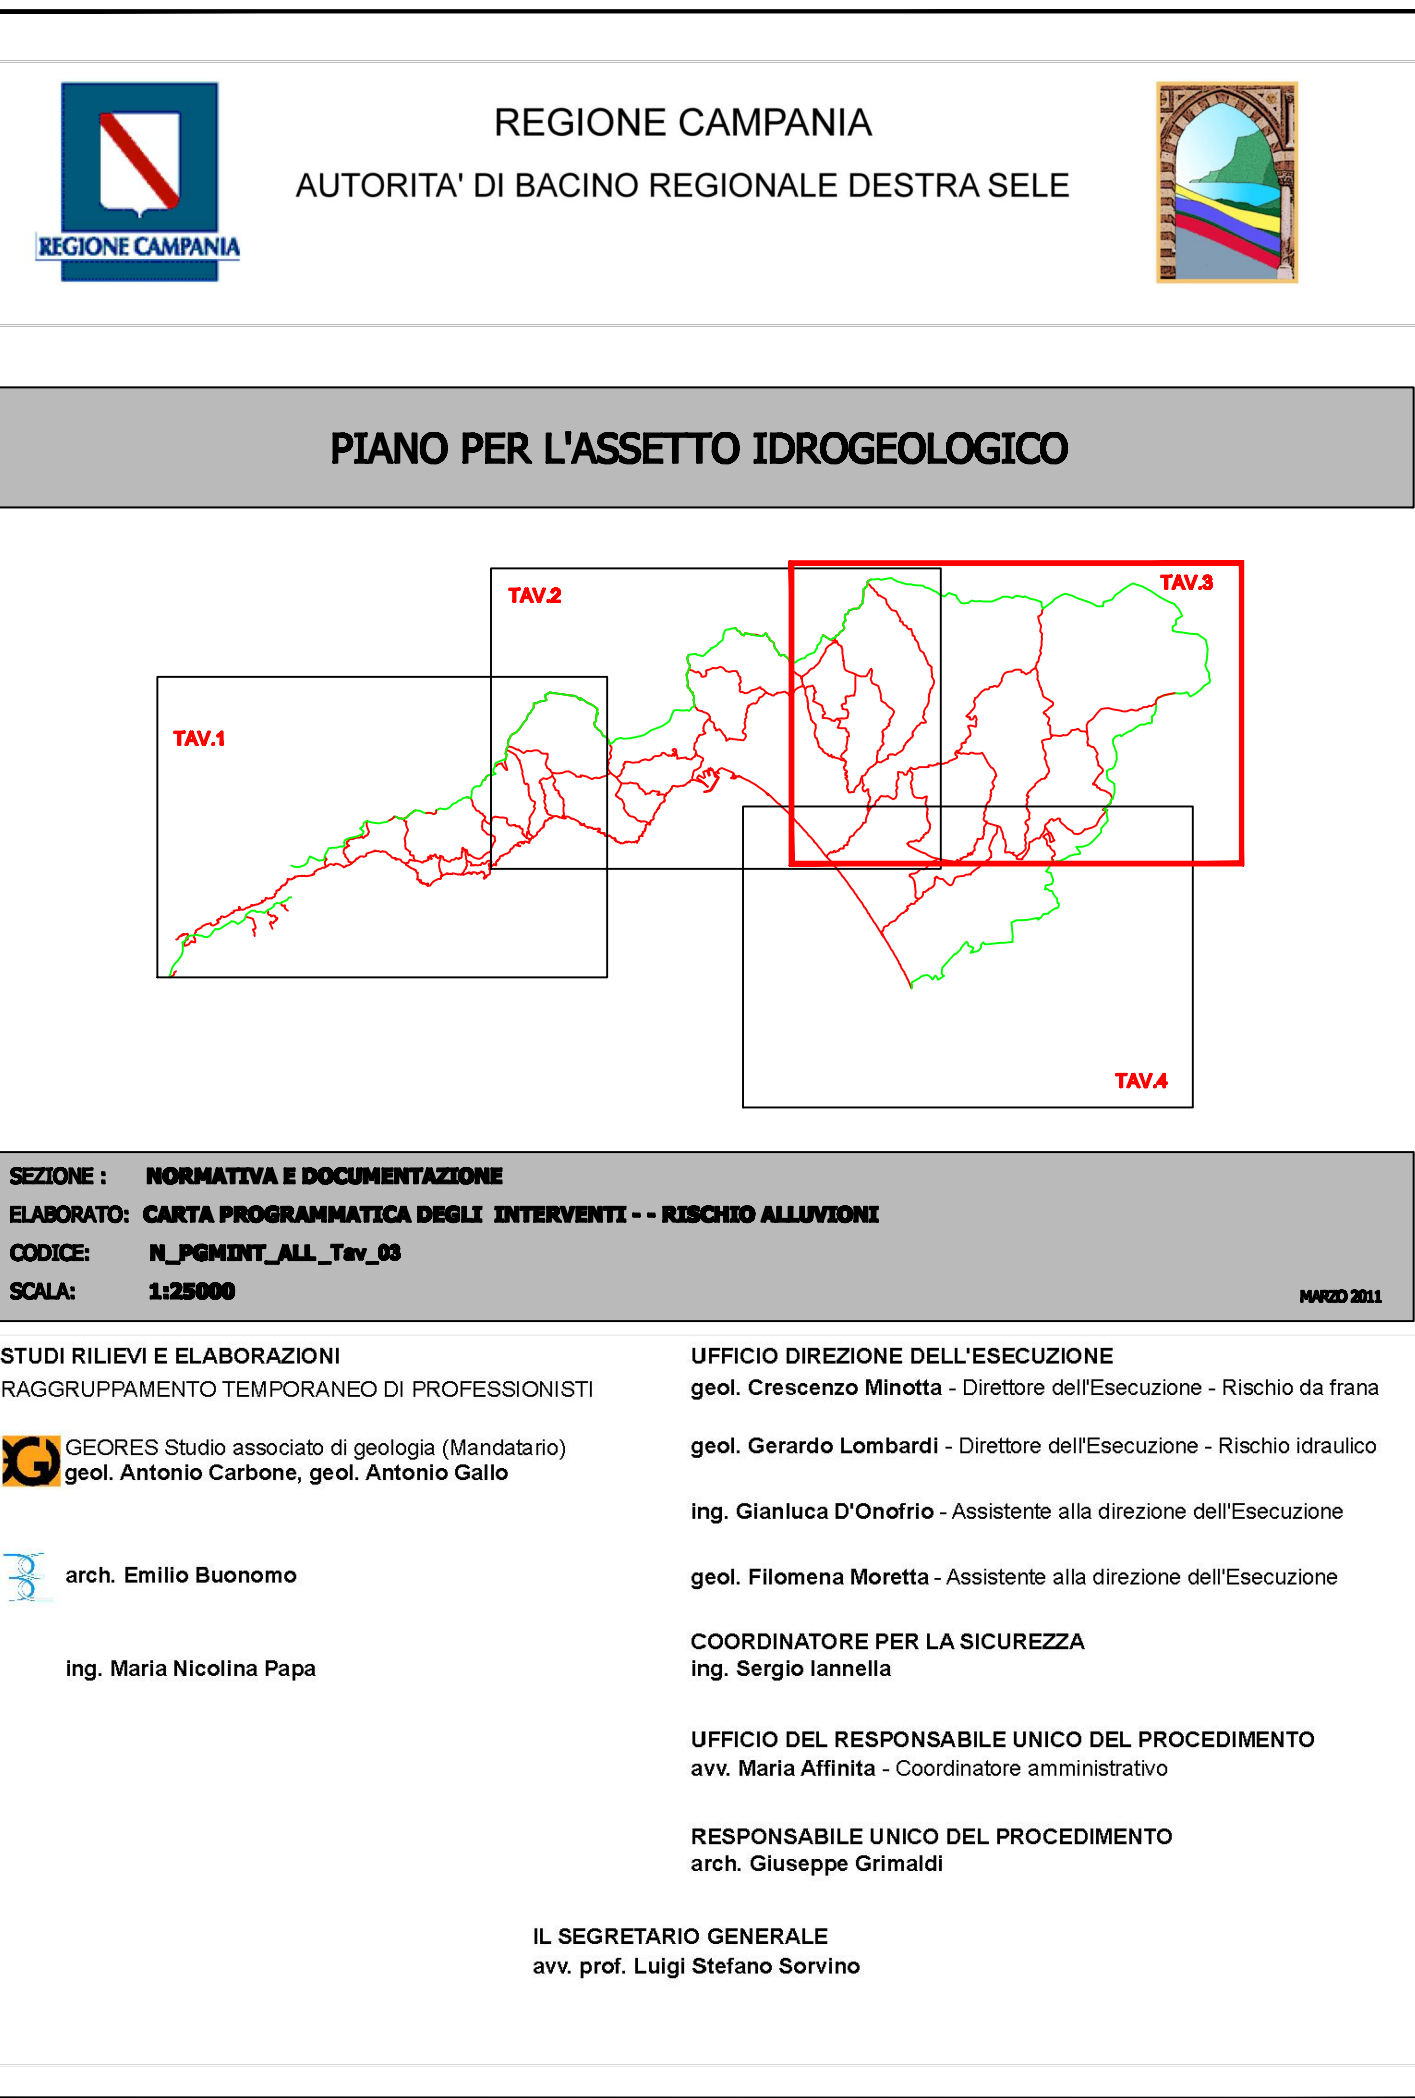 REGIONE CAMPANIA
REGIONE CAMPANIA
AUTORITA' DI BACINO REGIONALE DESTRA SELE
PIANO PER L'ASSETTO IDROGEOLOGICO
TAV.2
TAV.3
TAV.1
TAV.4
SEZIONE : NORMATIVA E DOCUMENTAZIONE
ELABORATO: CARTA PROGRAMMATICA DEGLI INTERVENTI - - RISCHIO ALLUVIONI
CODICE: N_PGMINT_ALL_Tav_03
SCALA: 1:25000
MARZO 2011
STUDI RILIEVI E ELABORAZIONI
RAGGRUPPAMENTO TEMPORANEO DI PROFESSIONISTI
GEORES Studio associato di geologia (Mandatario)
geol. Antonio Carbone, geol. Antonio Gallo
arch. Emilio Buonomo
ing. Maria Nicolina Papa
UFFICIO DIREZIONE DELL'ESECUZIONE
geol. Crescenzo Minotta - Direttore dell'Esecuzione - Rischio da frana
geol. Gerardo Lombardi - Direttore dell'Esecuzione - Rischio idraulico
ing. Gianluca D'Onofrio - Assistente alla direzione dell'Esecuzione
geol. Filomena Moretta - Assistente alla direzione dell'Esecuzione
COORDINATORE PER LA SICUREZZA
ing. Sergio Iannella
UFFICIO DEL RESPONSABILE UNICO DEL PROCEDIMENTO
avv. Maria Affinita - Coordinatore amministrativo
RESPONSABILE UNICO DEL PROCEDIMENTO
arch. Giuseppe Grimaldi
IL SEGRETARIO GENERALE
avv. prof. Luigi Stefano Sorvino